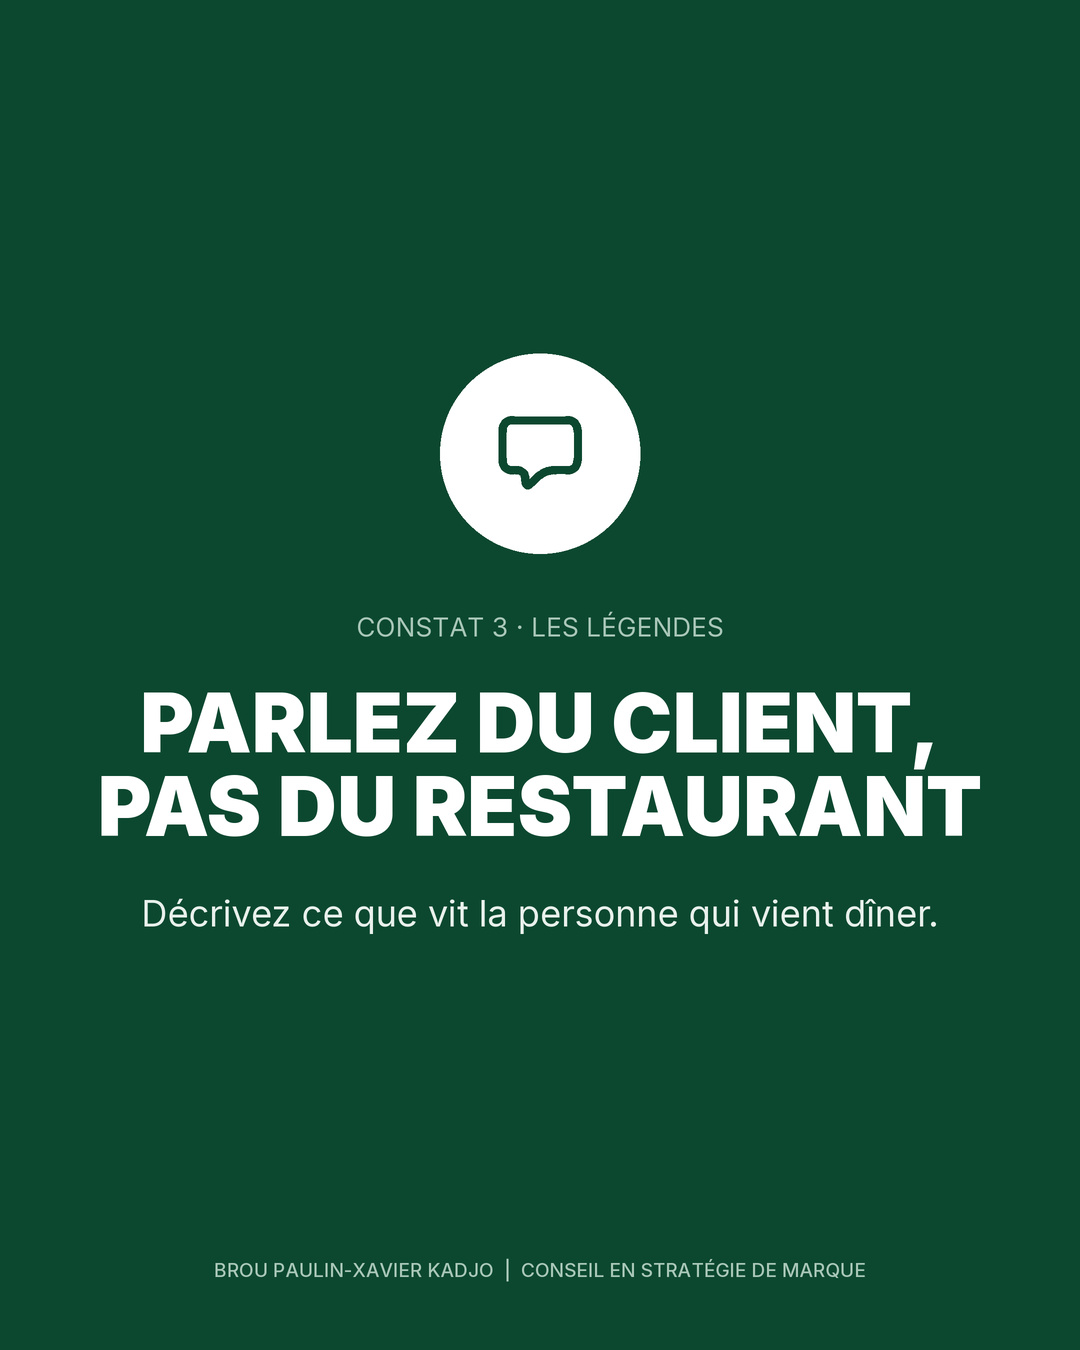 CONSTAT 3 · LES LÉGENDES
PARLEZ DU CLIENT,
PAS DU RESTAURANT
Décrivez ce que vit la personne qui vient dîner.
BROU PAULIN-XAVIER KADJO | CONSEIL EN STRATÉGIE DE MARQUE